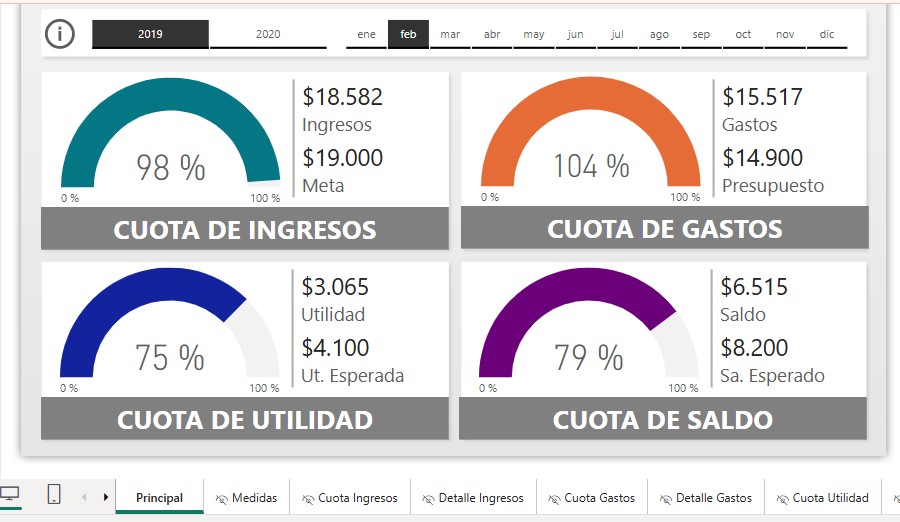 i
2019 2020 ene feb mar abr may jun jul ago sep oct nov dic
98 %
0 % 100 %
$18.582
Ingresos
$19.000
Meta
CUOTA DE INGRESOS
104 %
0 % 100 %
$15.517
Gastos
$14.900
Presupuesto
CUOTA DE GASTOS
75 %
0 % 100 %
$3.065
Utilidad
$4.100
Ut. Esperada
CUOTA DE UTILIDAD
79 %
0 % 100 %
$6.515
Saldo
$8.200
Sa. Esperado
CUOTA DE SALDO
Principal Medidas Cuota Ingresos Detalle Ingresos Cuota Gastos Detalle Gastos Cuota Utilidad